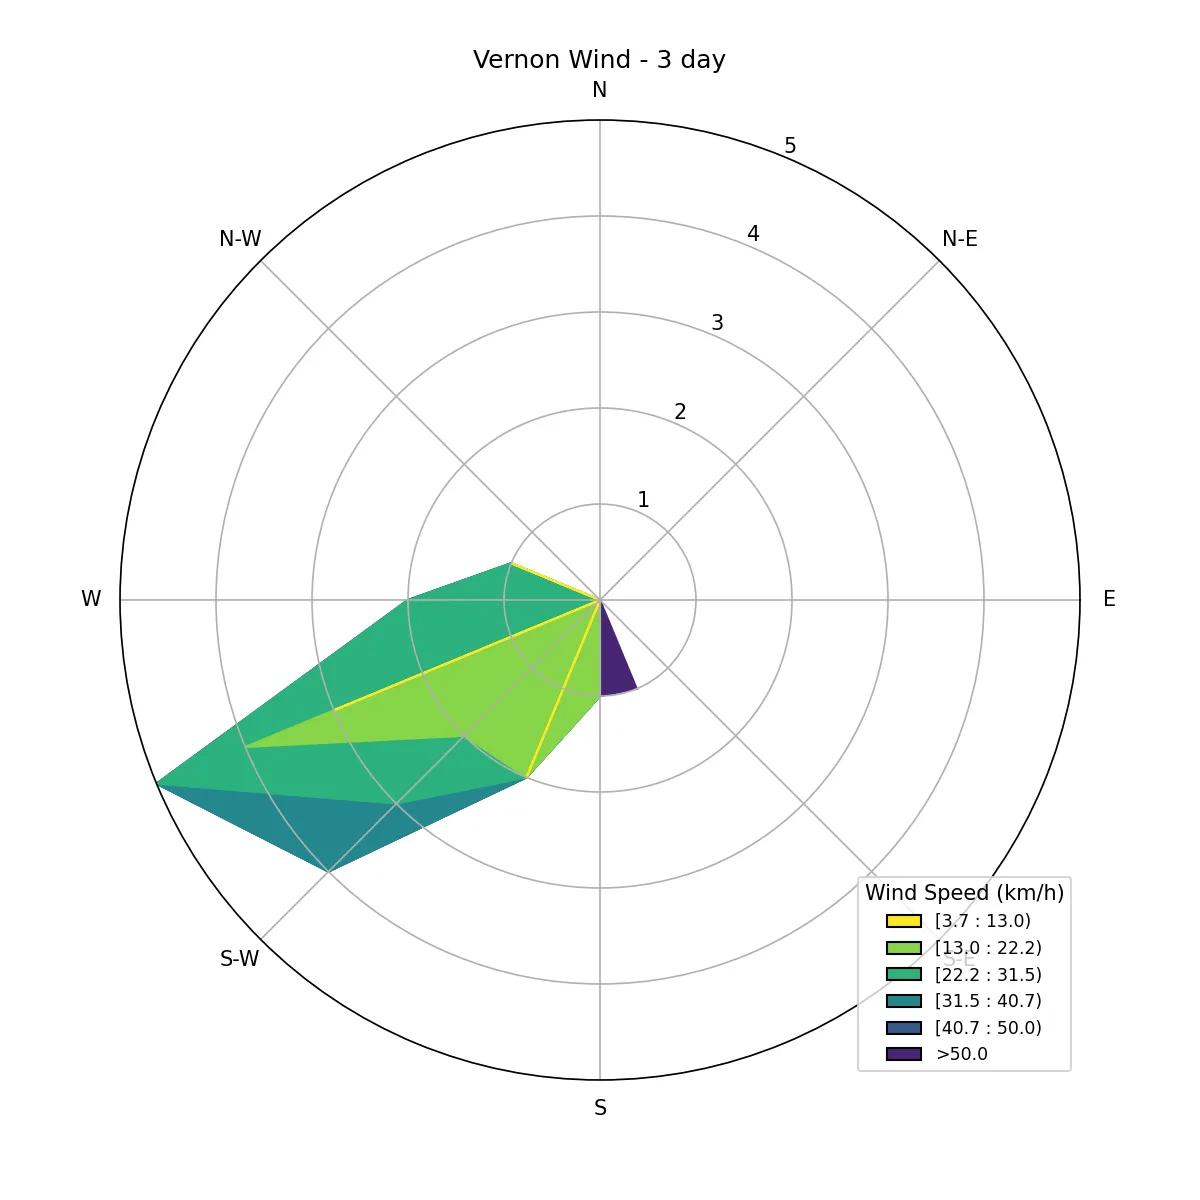 Vernon Wind - 3 day
N
5
N-W
4
N-E
3
2
1
W
E
S-W
S-E
S
Wind Speed (km/h)
[3.7 : 13.0)
[13.0 : 22.2)
[22.2 : 31.5)
[31.5 : 40.7)
[40.7 : 50.0)
>50.0